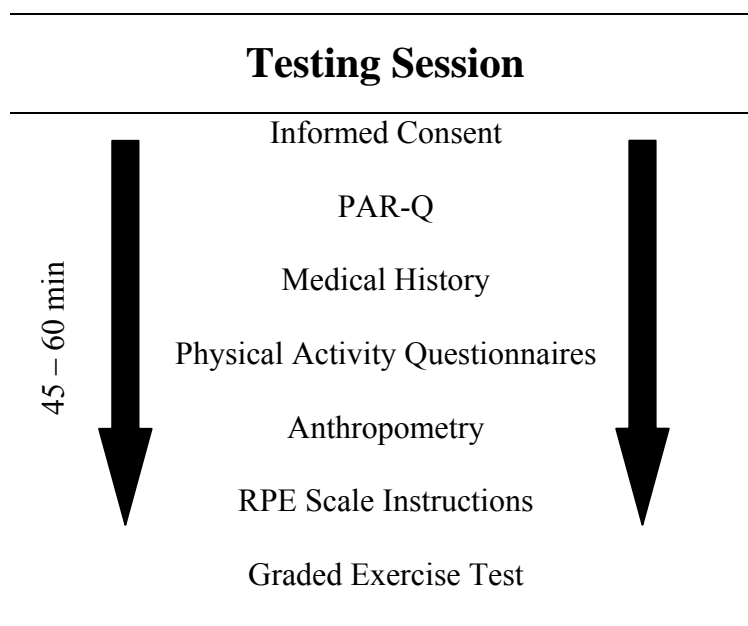 Testing Session
Informed Consent
PAR-Q
Medical History
Physical Activity Questionnaires
Anthropometry
RPE Scale Instructions
Graded Exercise Test
45 – 60 min